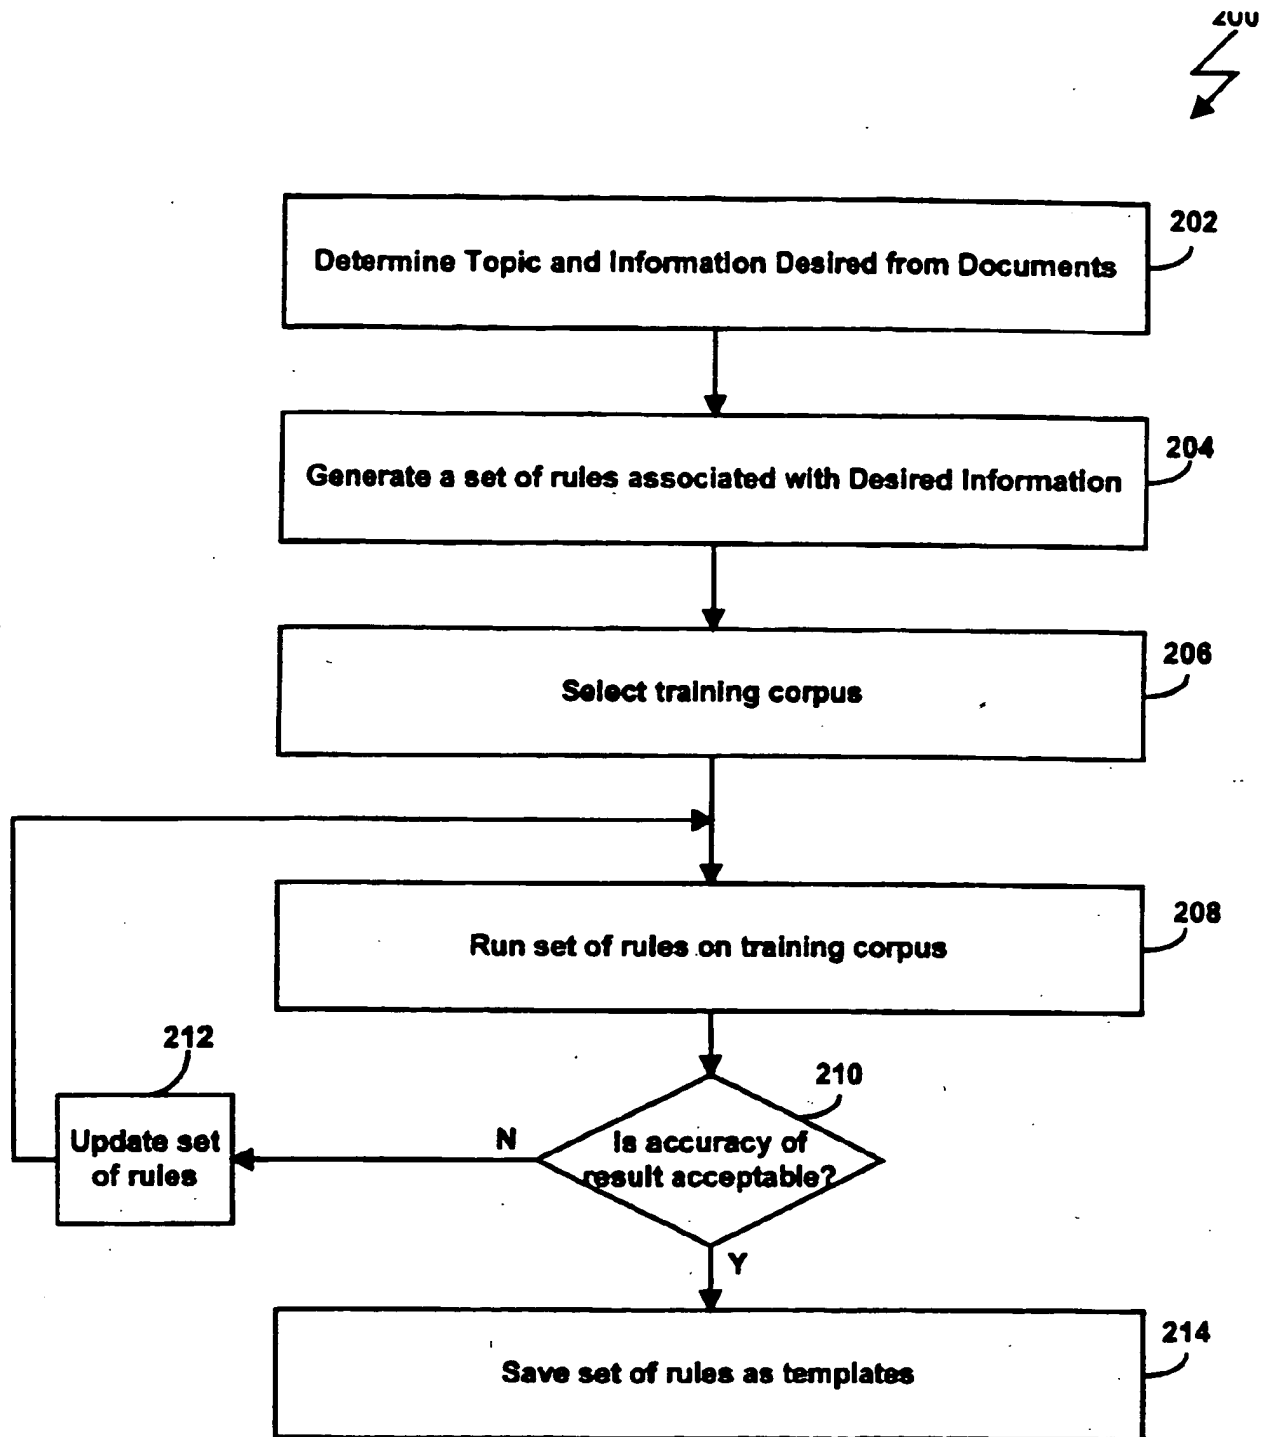 200
202
Determine Topic and Information Desired from Documents
204
Generate a set of rules associated with Desired Information
206
Select training corpus
208
Run set of rules on training corpus
212
210
Update set
of rules
N
Is accuracy of
result acceptable?
Y
214
Save set of rules as templates